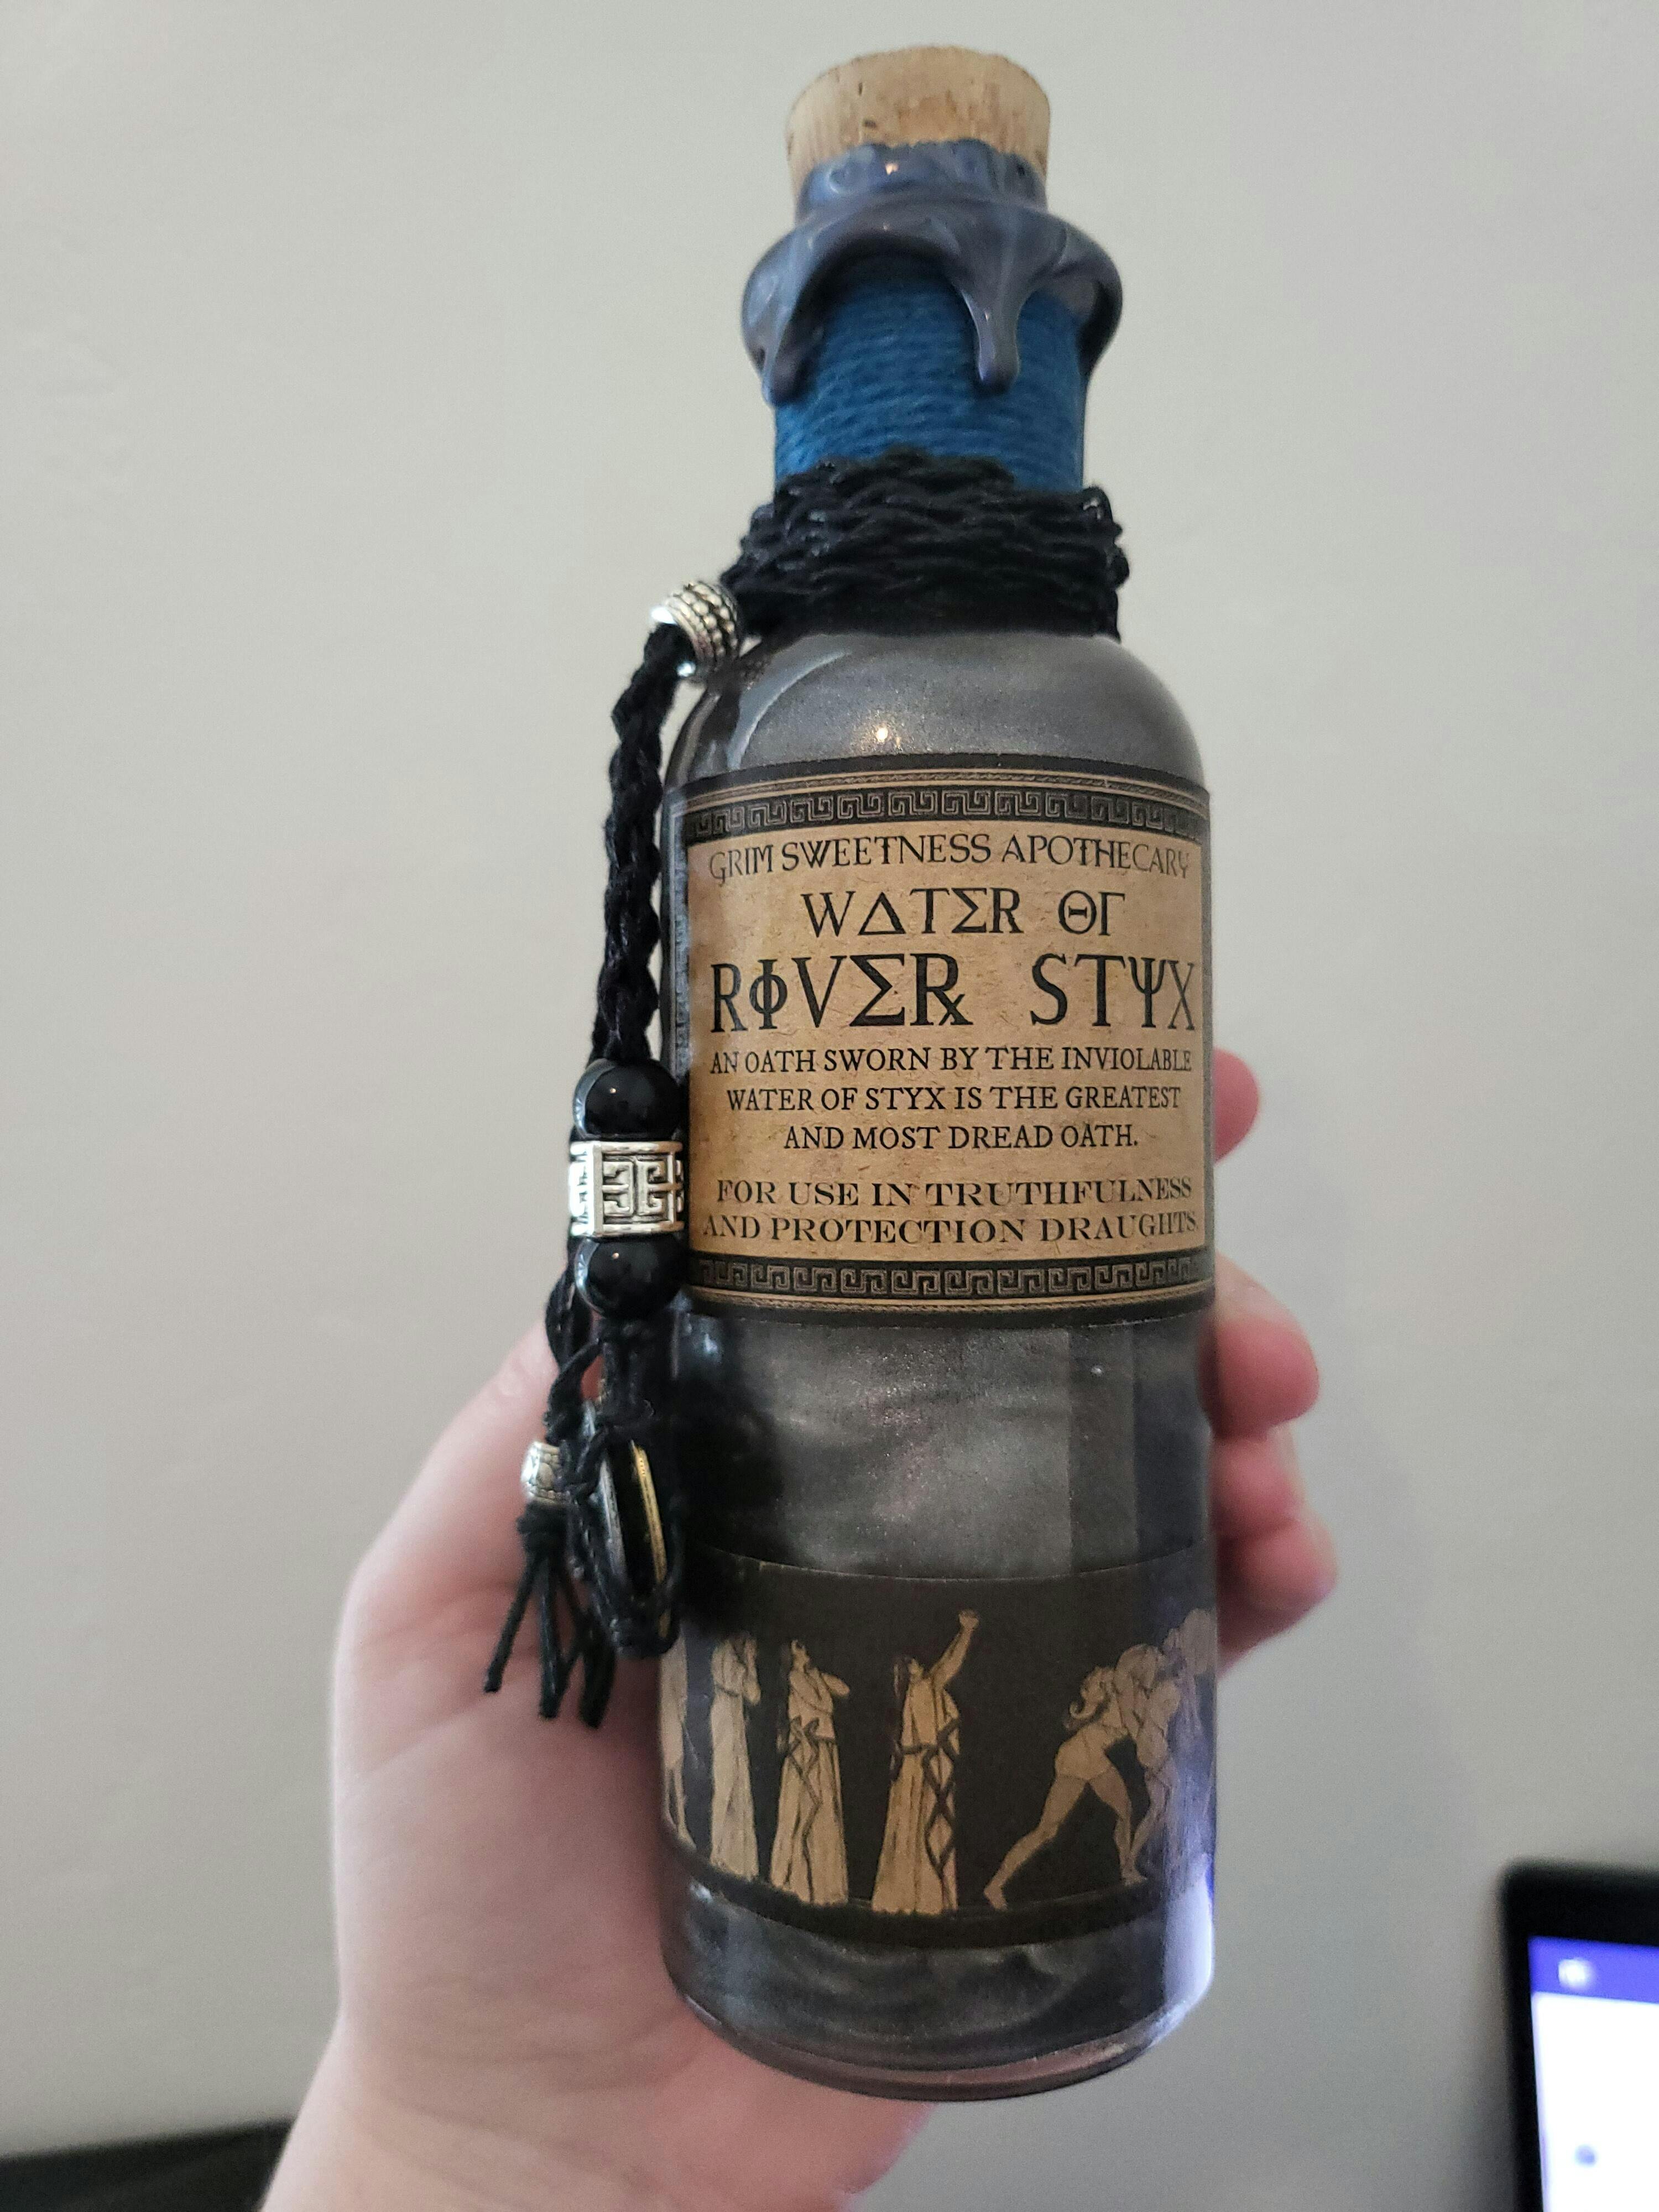 GRIM SWEETNESS APOTHECARY
WΔTΣR ΘΓ
RΦVΣR STΨX
AN OATH SWORN BY THE INVIOLABLE
WATER OF STYX IS THE GREATEST
AND MOST DREAD OATH.
FOR USE IN TRUTHFULNESS
AND PROTECTION DRAUGHTS